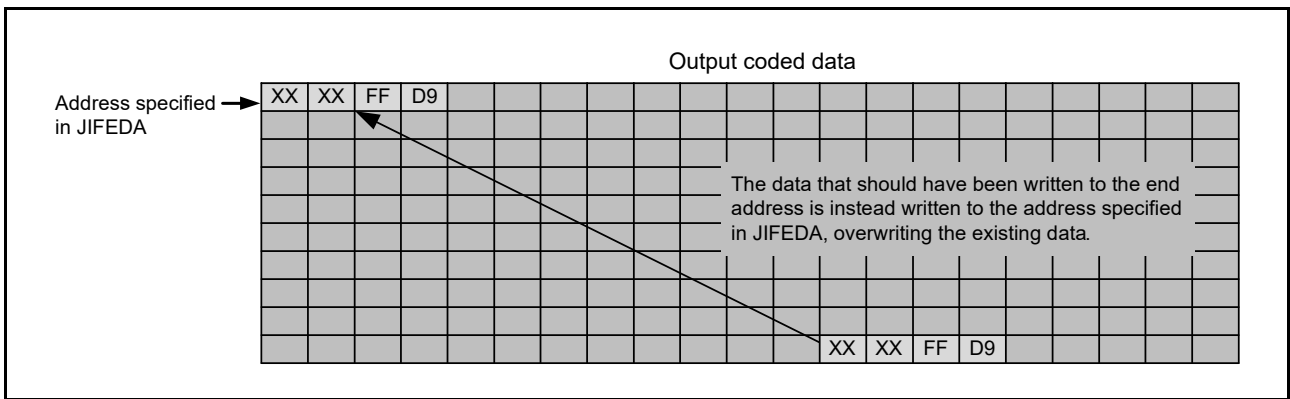 Output coded data
Address specified
in JIFEDA
XX XX FF D9
The data that should have been written to the end
address is instead written to the address specified
in JIFEDA, overwriting the existing data.
XX XX FF D9